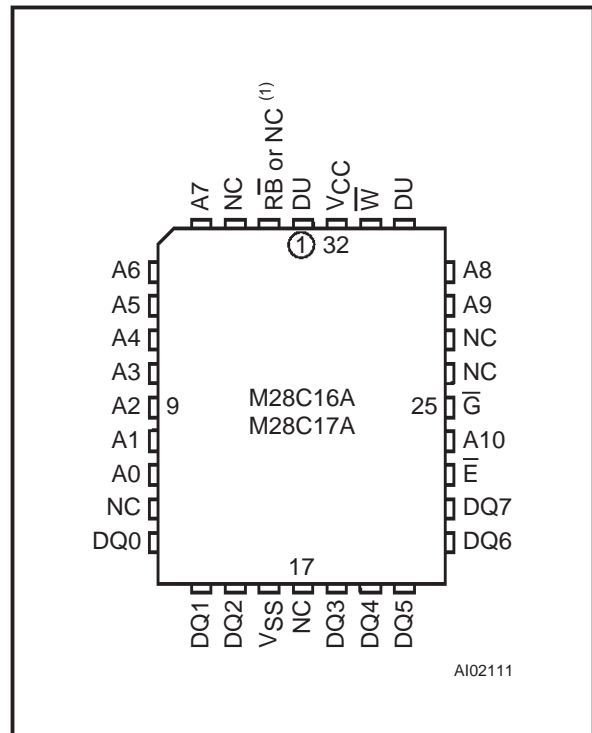 A7
NC
R̅B̅ or NC (1)
DU
VCC
W̅
DU
1
32
A6
A5
A4
A3
A2
A1
A0
NC
DQ0
9
M28C16A
M28C17A
25
A8
A9
NC
NC
G̅
A10
E̅
DQ7
DQ6
17
DQ1
DQ2
VSS
NC
DQ3
DQ4
DQ5
AI02111